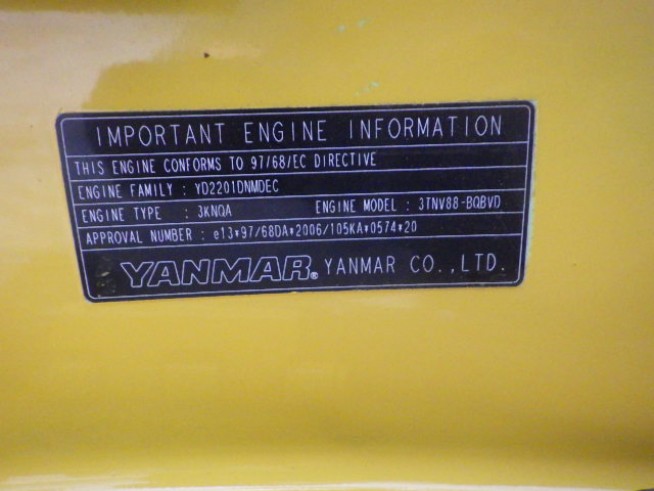 IMPORTANT ENGINE INFORMATION
THIS ENGINE CONFORMS TO 97/68/EC DIRECTIVE
ENGINE FAMILY : YD2201DNMDEC
ENGINE TYPE : 3KNQA ENGINE MODEL : 3TNV88-BQBVD
APPROVAL NUMBER : e13*97/68DA*2006/105KA*0574*20
YANMAR® YANMAR CO.,LTD.